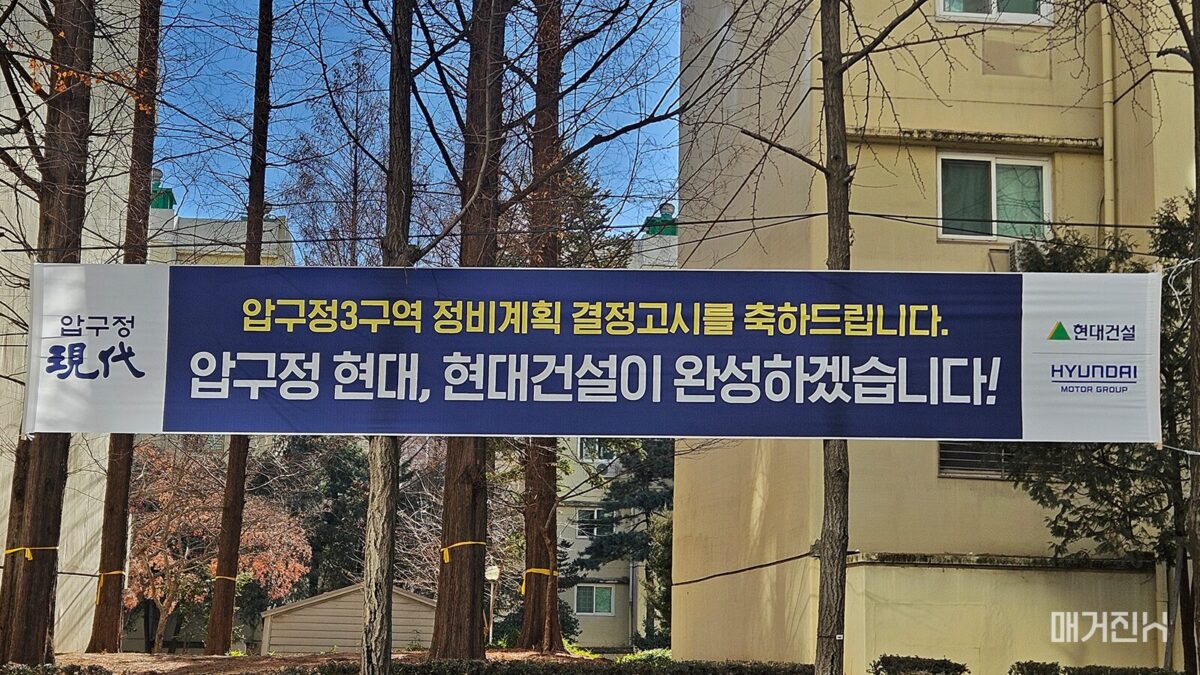 압구정
現代
압구정3구역 정비계획 결정고시를 축하드립니다.
압구정 현대, 현대건설이 완성하겠습니다!
현대건설
HYUNDAI
MOTOR GROUP
매거진시